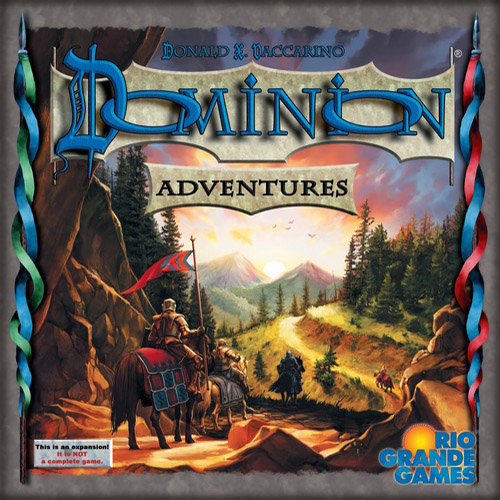 DONALD X. VACCARINO
DOMINION
®
ADVENTURES
This is an expansion!
It is NOT
a complete game.
RIO
GRANDE
GAMES